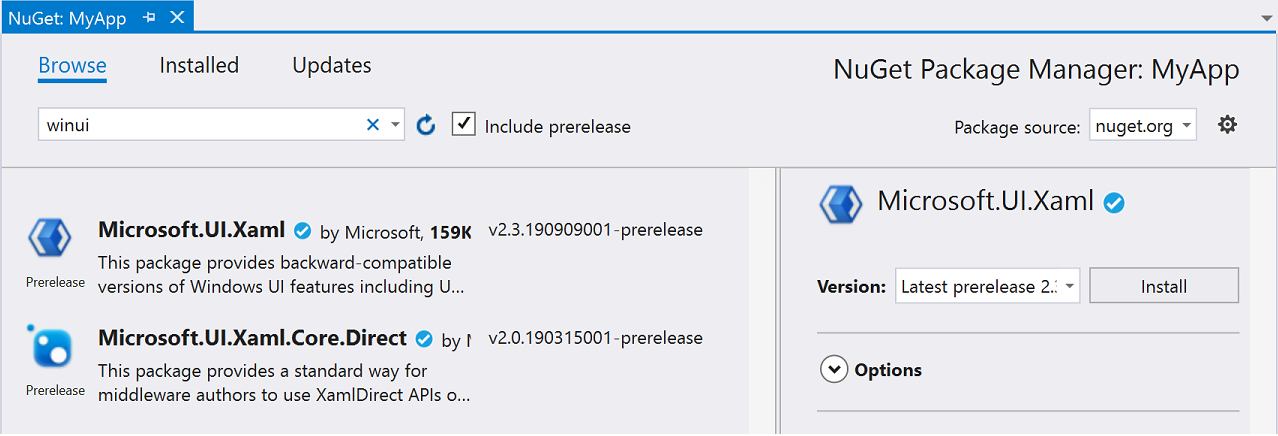 NuGet: MyApp
Browse Installed Updates
NuGet Package Manager: MyApp
winui
Include prerelease
Package source: nuget.org
Microsoft.UI.Xaml by Microsoft, 159K v2.3.190909001-prerelease
Prerelease
This package provides backward-compatible
versions of Windows UI features including U...
Microsoft.UI.Xaml.Core.Direct by v2.0.190315001-prerelease
Prerelease
This package provides a standard way for
middleware authors to use XamlDirect APIs o...
Microsoft.UI.Xaml
Version: Latest prerelease 2. Install
Options